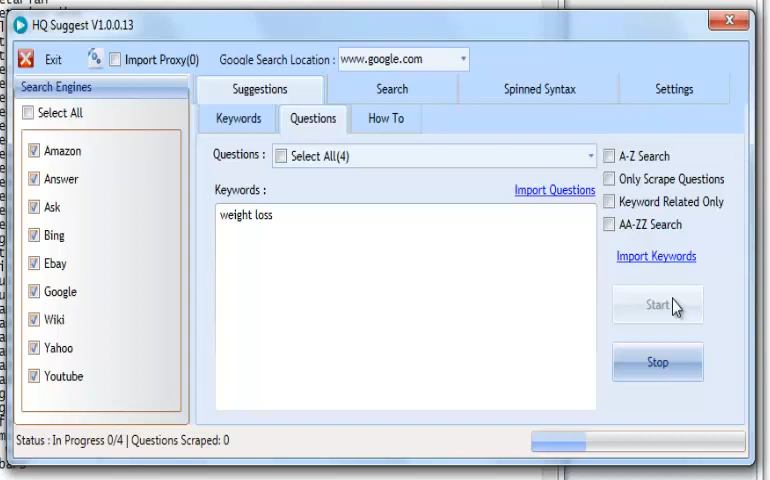 HQ Suggest V1.0.0.13
Exit
Import Proxy(0)
Google Search Location :
www.google.com
Search Engines
Suggestions
Search
Spinned Syntax
Settings
Select All
Keywords
Questions
How To
Amazon
Answer
Ask
Bing
Ebay
Google
Wiki
Yahoo
Youtube
Questions :
Select All(4)
A-Z Search
Only Scrape Questions
Keyword Related Only
AA-ZZ Search
Keywords :
Import Questions
weight loss
Import Keywords
Start
Stop
Status : In Progress 0/4 | Questions Scraped: 0